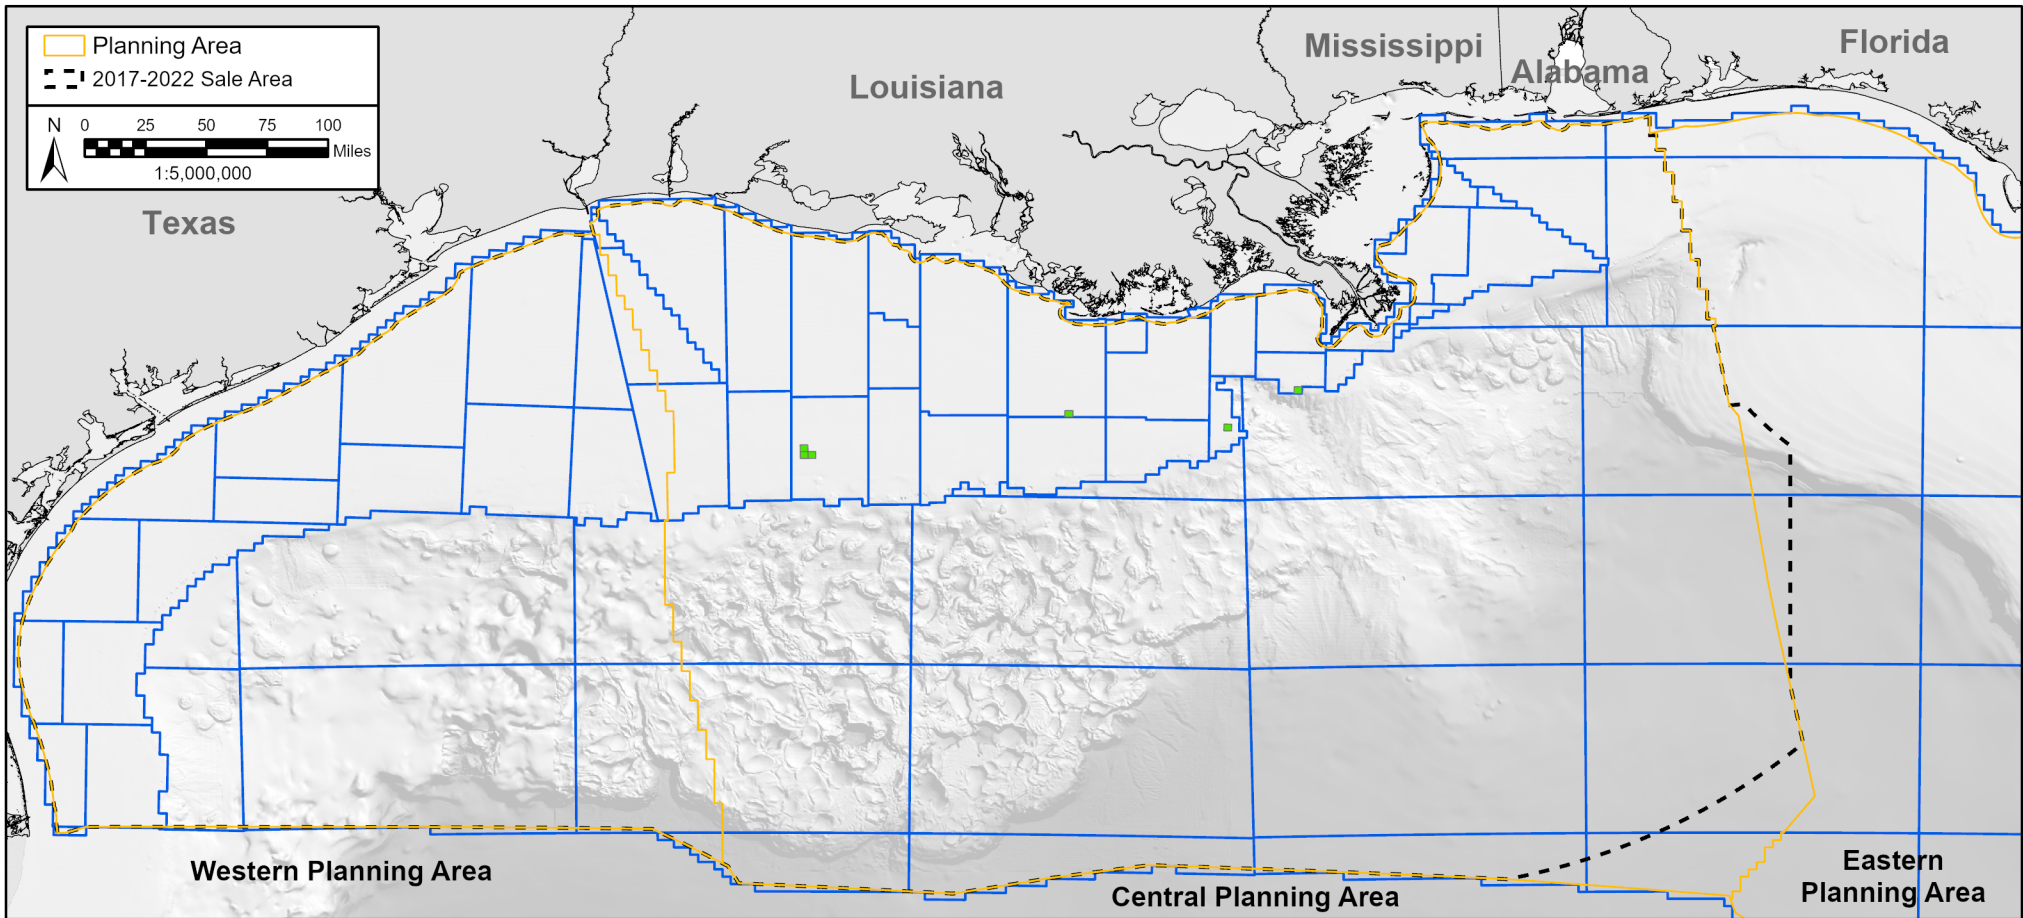 Planning Area
2017-2022 Sale Area
N
0 25 50 75 100
Miles
1:5,000,000
Texas
Louisiana
Mississippi
Alabama
Florida
Western Planning Area
Central Planning Area
Eastern
Planning Area